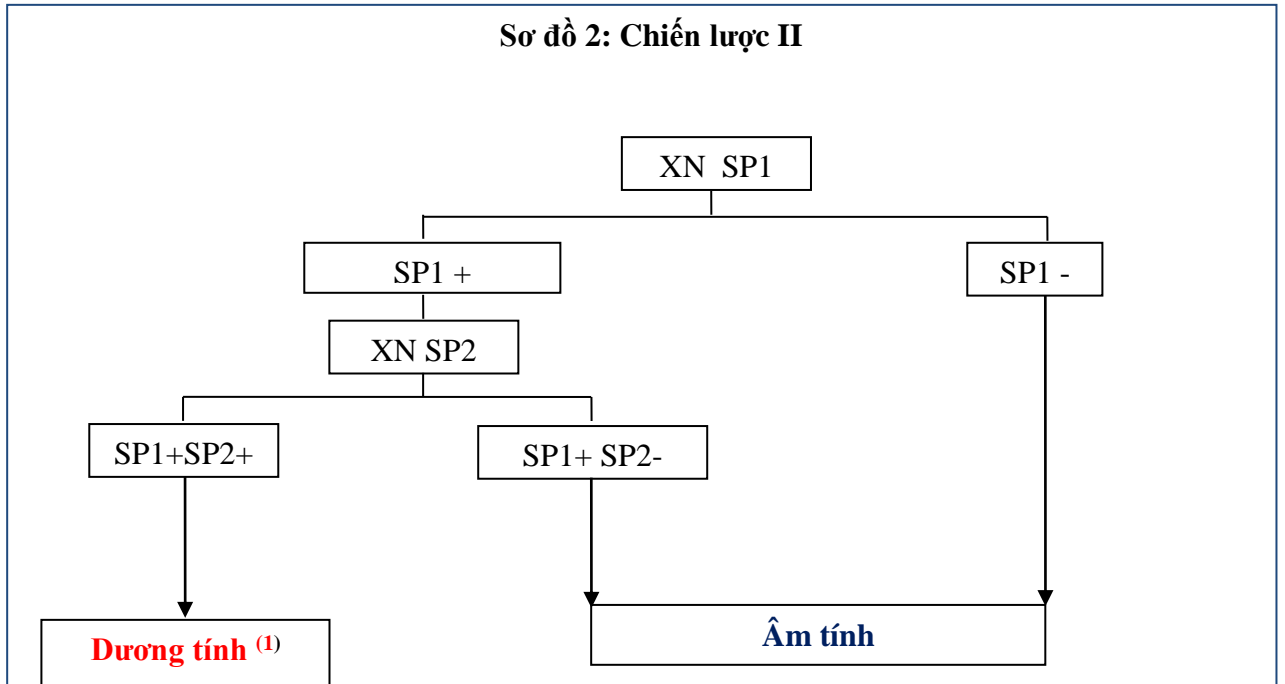 Sơ đồ 2: Chiến lược II
XN SP1
SP1 +
SP1 -
XN SP2
SP1+SP2+
SP1+ SP2-
Dương tính (1)
Âm tính